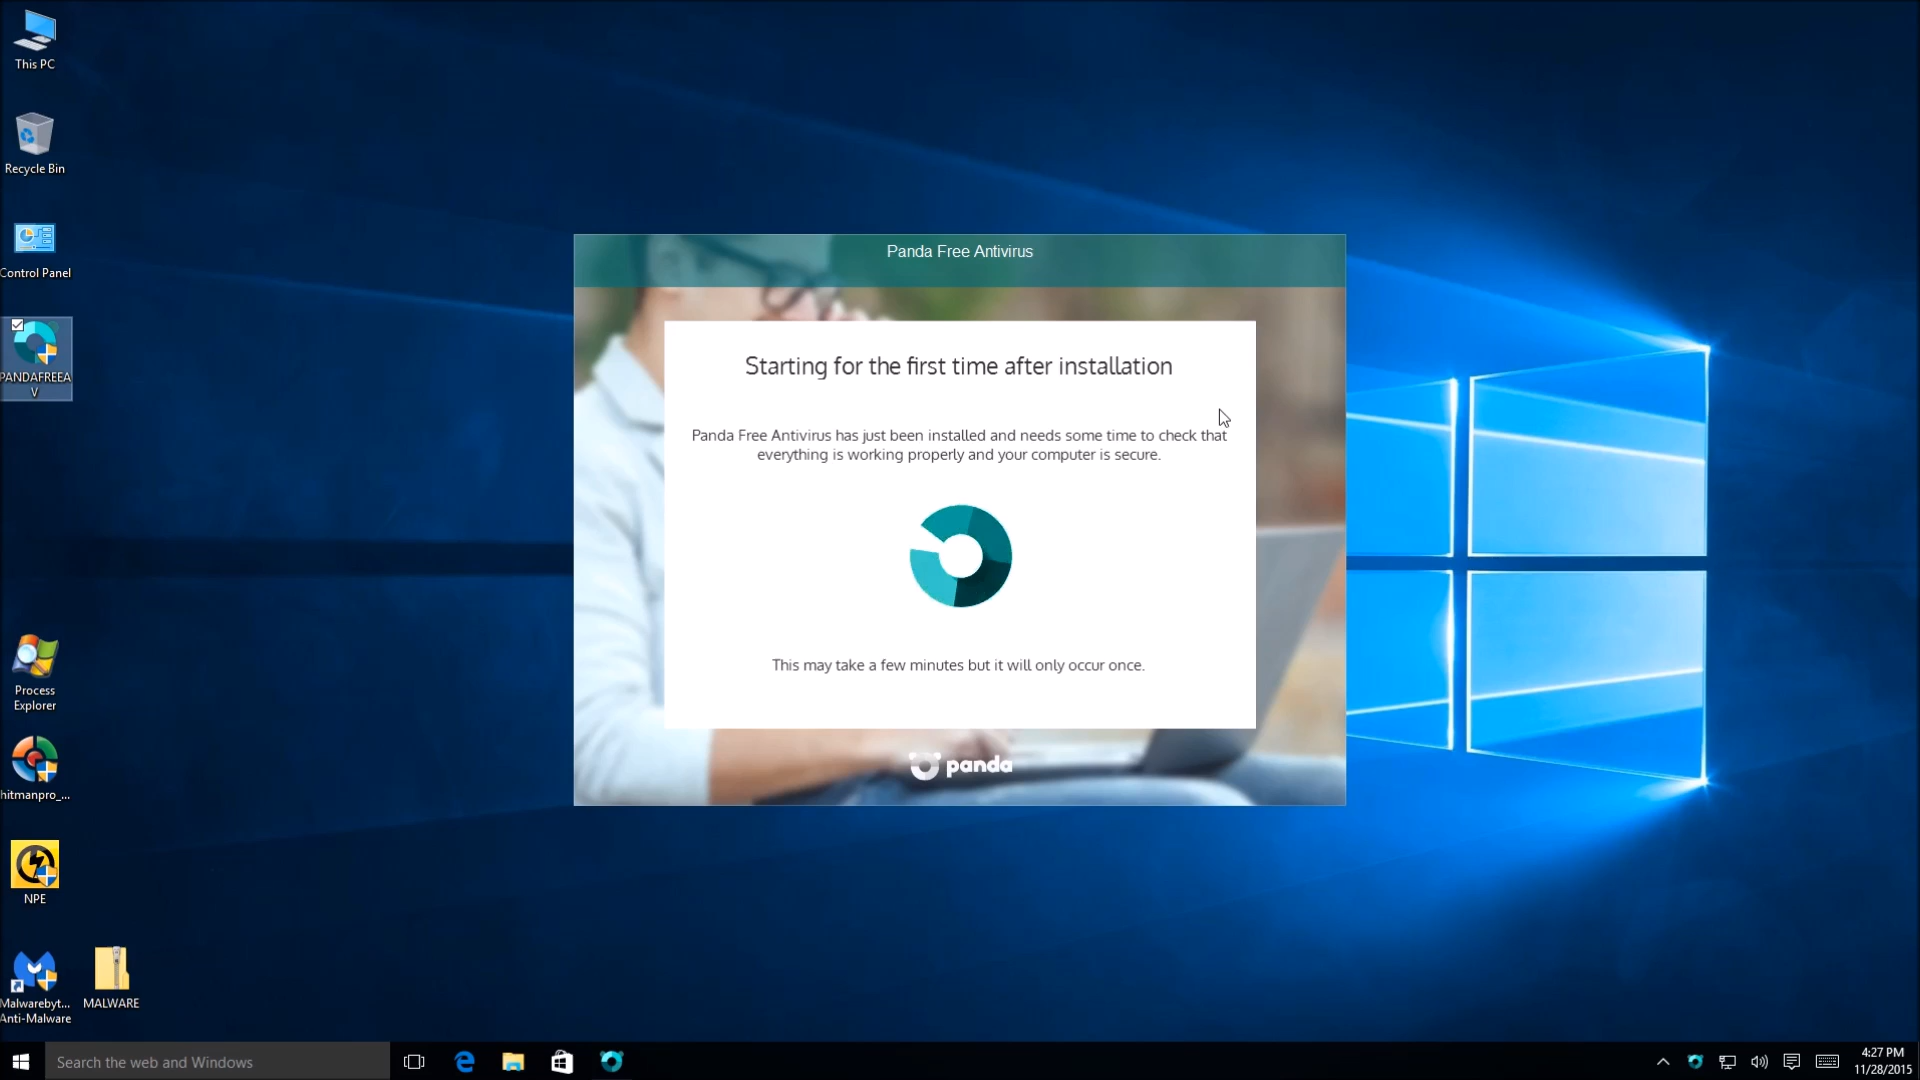 This PC
Recycle Bin
Control Panel
PANDAFREEA
V
Process
Explorer
hitmanpro_...
NPE
Malwarebyt...
Anti-Malware
MALWARE
Panda Free Antivirus
Starting for the first time after installation
Panda Free Antivirus has just been installed and needs some time to check that
everything is working properly and your computer is secure.
This may take a few minutes but it will only occur once.
panda
Search the web and Windows
4:27 PM
11/28/2015